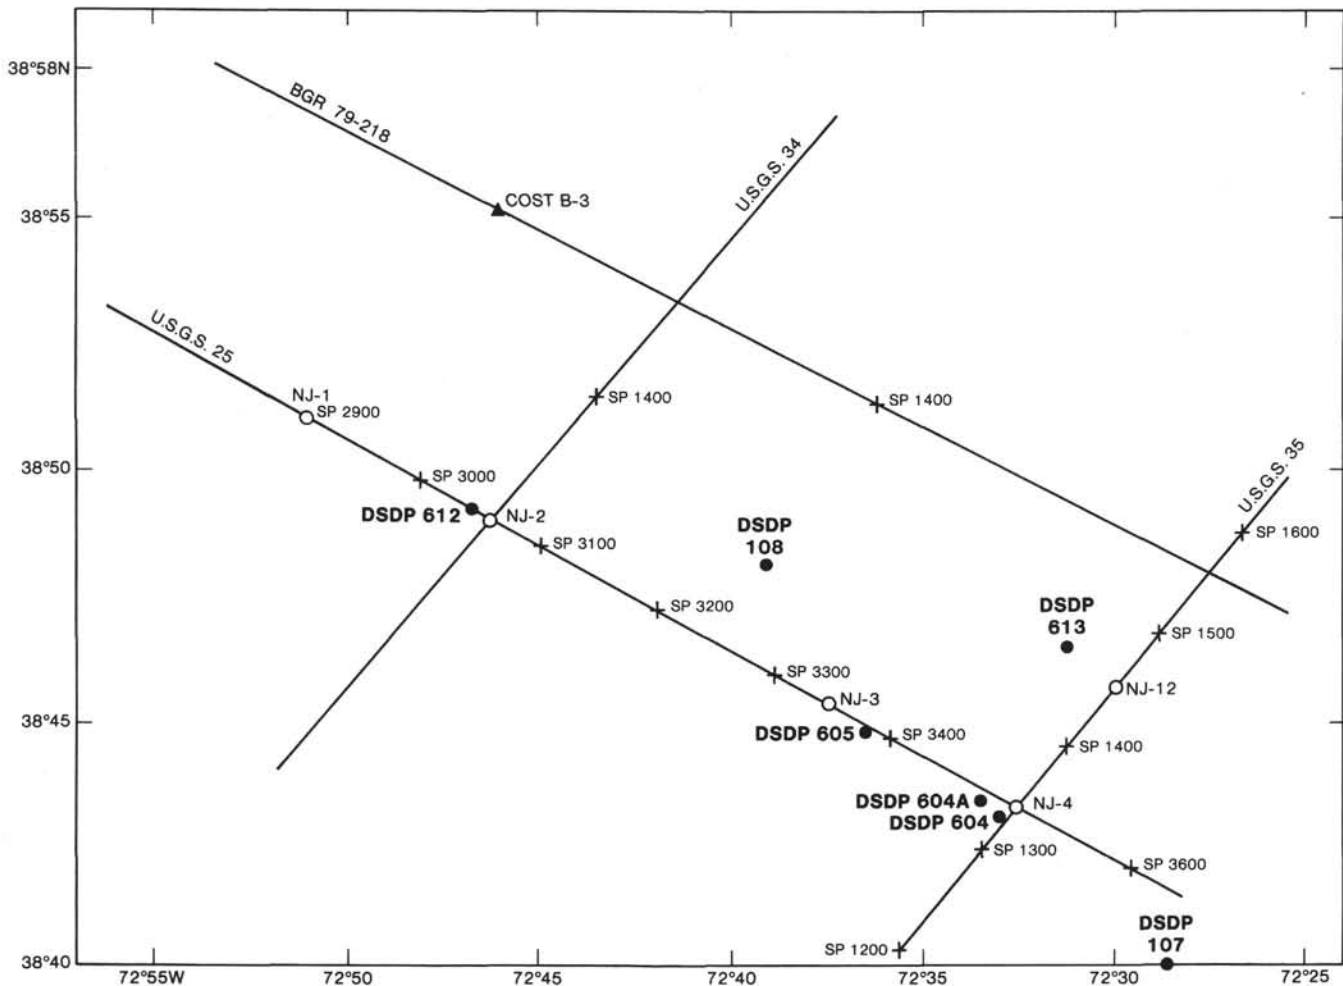 38°58N
BGR 79-218
U.S.G.S. 34
COST B-3
38°55
U.S.G.S. 25
NJ-1
SP 2900
SP 1400
SP 1400
U.S.G.S. 35
38°50
SP 3000
DSDP 612
NJ-2
SP 3100
DSDP
108
SP 1600
SP 3200
DSDP
613
SP 1500
SP 3300
NJ-3
NJ-12
38°45
DSDP 605
SP 3400
SP 1400
DSDP 604A
NJ-4
DSDP 604
SP 1300
SP 3600
SP 1200
DSDP
107
38°40
72°55W
72°50
72°45
72°40
72°35
72°30
72°25